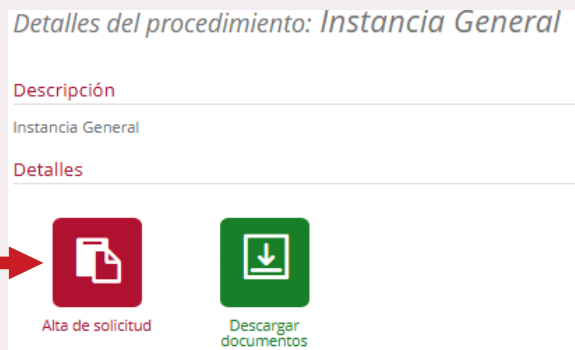 Detalles del procedimiento: Instancia General
Descripción
Instancia General
Detalles
Alta de solicitud
Descargar
documentos